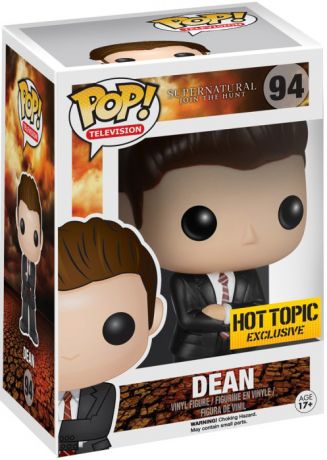 POP!
TELEVISION
SUPERNATURAL
JOIN THE HUNT
94
POP!
TELEVISION
HOT TOPIC
EXCLUSIVE
DEAN
94
DEAN
VINYL FIGURE / FIGURINE EN VINYLE /
FIGURA DE VINIL
WARNING: Choking Hazard.
May contain small parts.
AGE
17+